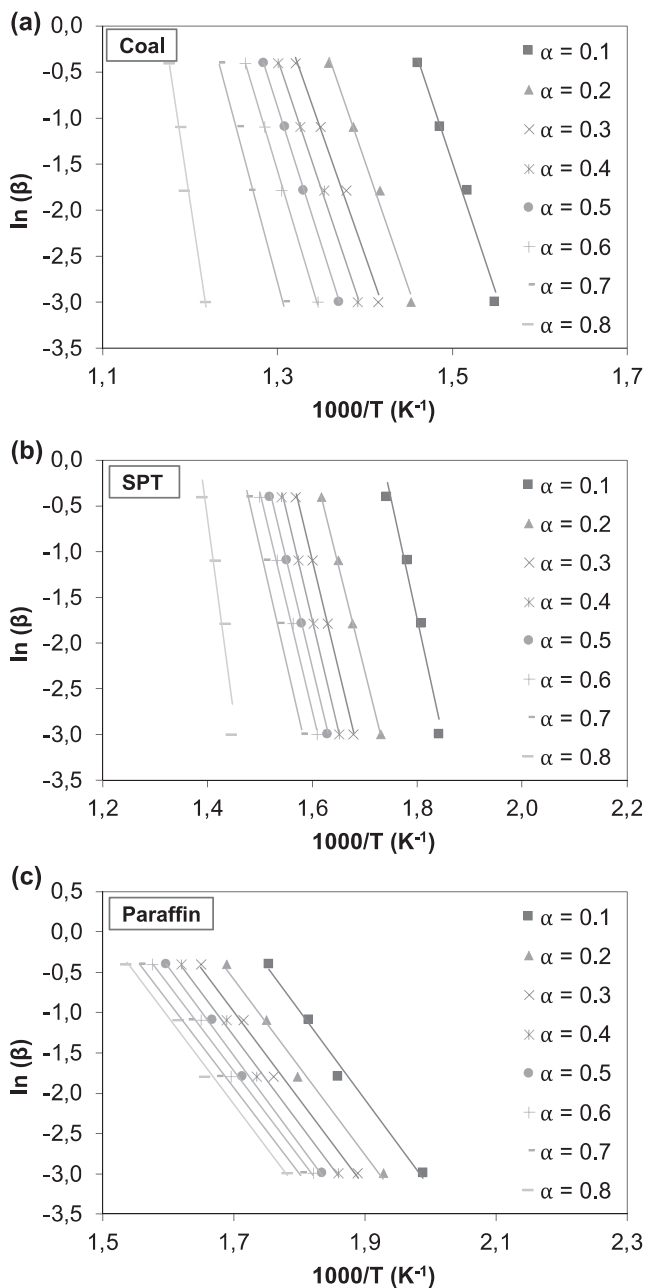 (a)
Coal
ln (β)
0,0
-0,5
-1,0
-1,5
-2,0
-2,5
-3,0
-3,5
1,1 1,3 1,5 1,7
1000/T (K⁻¹)
α = 0.1
α = 0.2
α = 0.3
α = 0.4
α = 0.5
α = 0.6
α = 0.7
α = 0.8
(b)
SPT
ln (β)
0,0
-0,5
-1,0
-1,5
-2,0
-2,5
-3,0
-3,5
1,2 1,4 1,6 1,8 2,0 2,2
1000/T (K⁻¹)
α = 0.1
α = 0.2
α = 0.3
α = 0.4
α = 0.5
α = 0.6
α = 0.7
α = 0.8
(c)
Paraffin
ln (β)
0,5
0,0
-0,5
-1,0
-1,5
-2,0
-2,5
-3,0
-3,5
1,5 1,7 1,9 2,1 2,3
1000/T (K⁻¹)
α = 0.1
α = 0.2
α = 0.3
α = 0.4
α = 0.5
α = 0.6
α = 0.7
α = 0.8